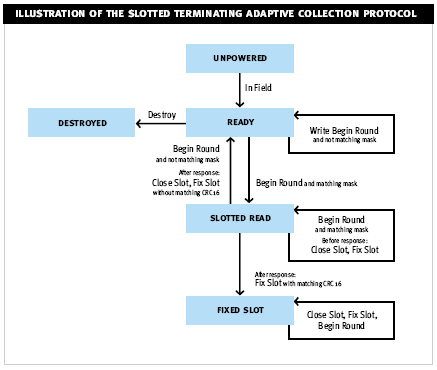 ILLUSTRATION OF THE SLOTTED TERMINATING ADAPTIVE COLLECTION PROTOCOL
UNPOWERED
In Field
READY
Destroy
DESTROYED
Write Begin Round
and not matching mask
Begin Round
and not matching mask
After response:
Close Slot, Fix Slot
without matching CRC16
Begin Round and matching mask
SLOTTED READ
Begin Round
and matching mask
Before response:
Close Slot, Fix Slot
After response:
Fix Slot with matching CRC 16
FIXED SLOT
Close Slot, Fix Slot,
Begin Round